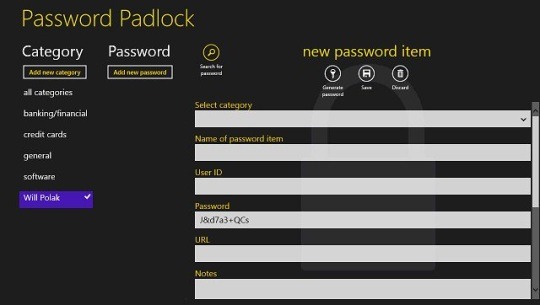 Password Padlock
Category
Password
new password item
Add new category
Add new password
Search for
password
Generate
password
Save
Discard
all categories
banking/financial
credit cards
general
software
Will Polak
Select category
Name of password item
User ID
Password
J&d7a3+QCs
URL
Notes